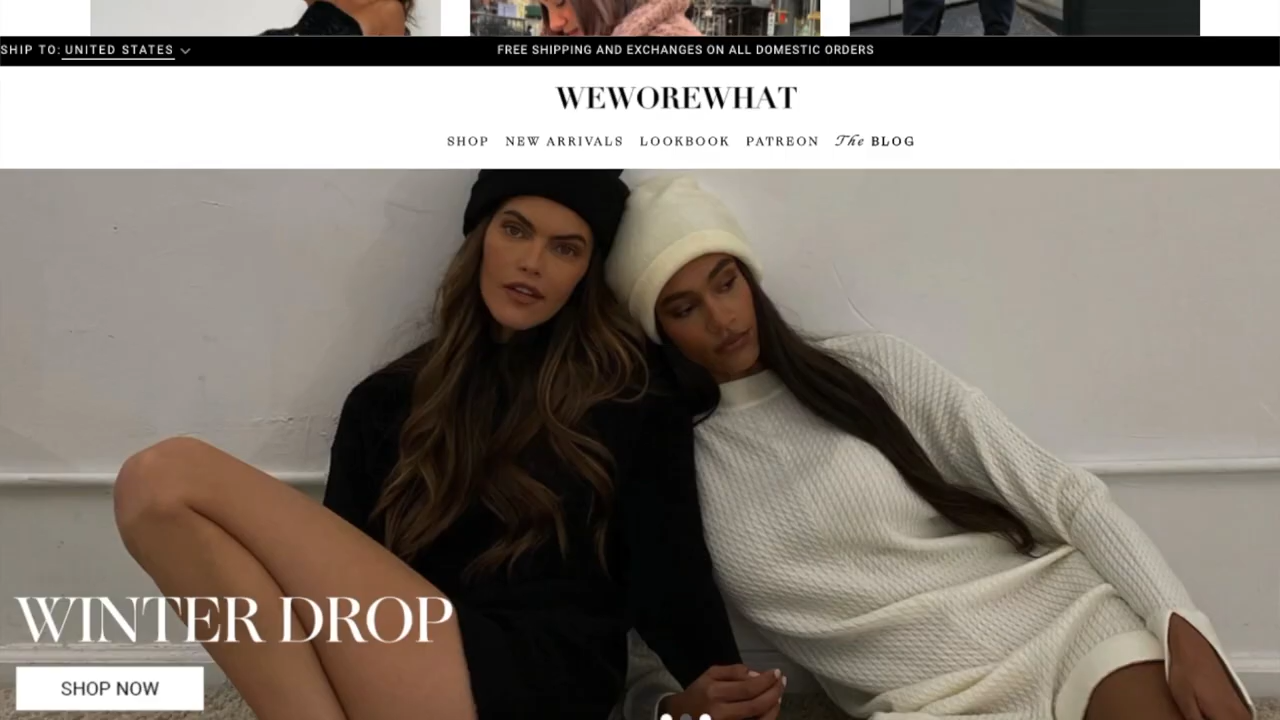 SHIP TO: UNITED STATES
FREE SHIPPING AND EXCHANGES ON ALL DOMESTIC ORDERS
WEWOREWHAT
SHOP NEW ARRIVALS LOOKBOOK PATREON The BLOG
WINTER DROP
SHOP NOW